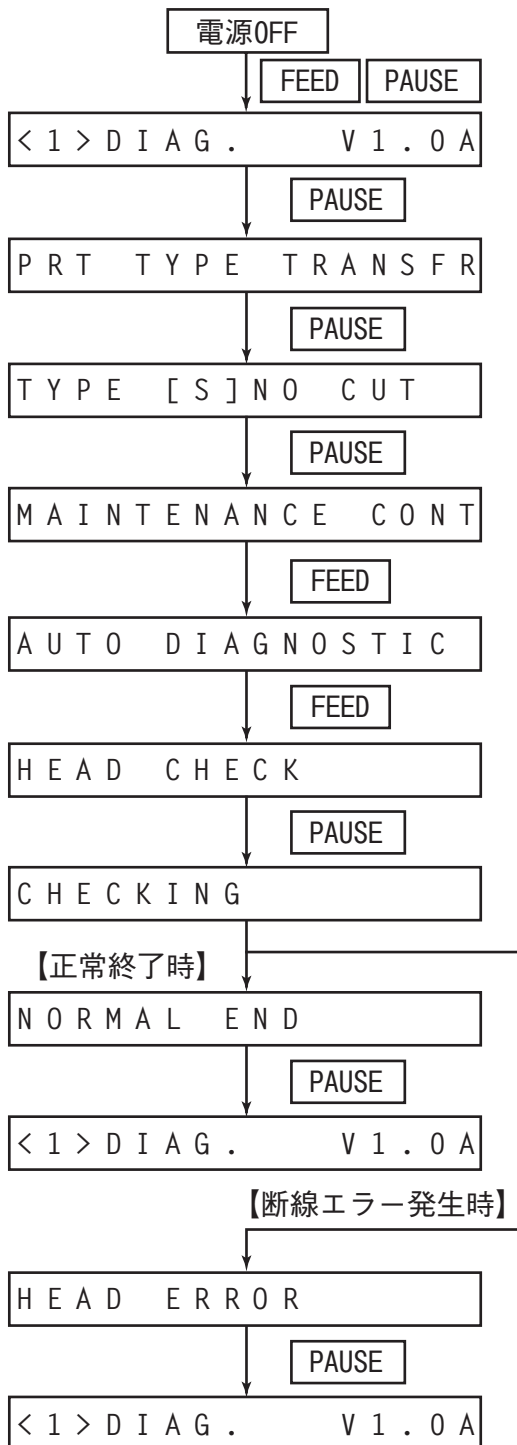 電源OFF
FEED PAUSE
<1>DIAG. V1.0A
PAUSE
PRT TYPE TRANSFR
PAUSE
TYPE [S]NO CUT
PAUSE
MAINTENANCE CONT
FEED
AUTO DIAGNOSTIC
FEED
HEAD CHECK
PAUSE
CHECKING
【正常終了時】
NORMAL END
PAUSE
<1>DIAG. V1.0A
【断線エラー発生時】
HEAD ERROR
PAUSE
<1>DIAG. V1.0A